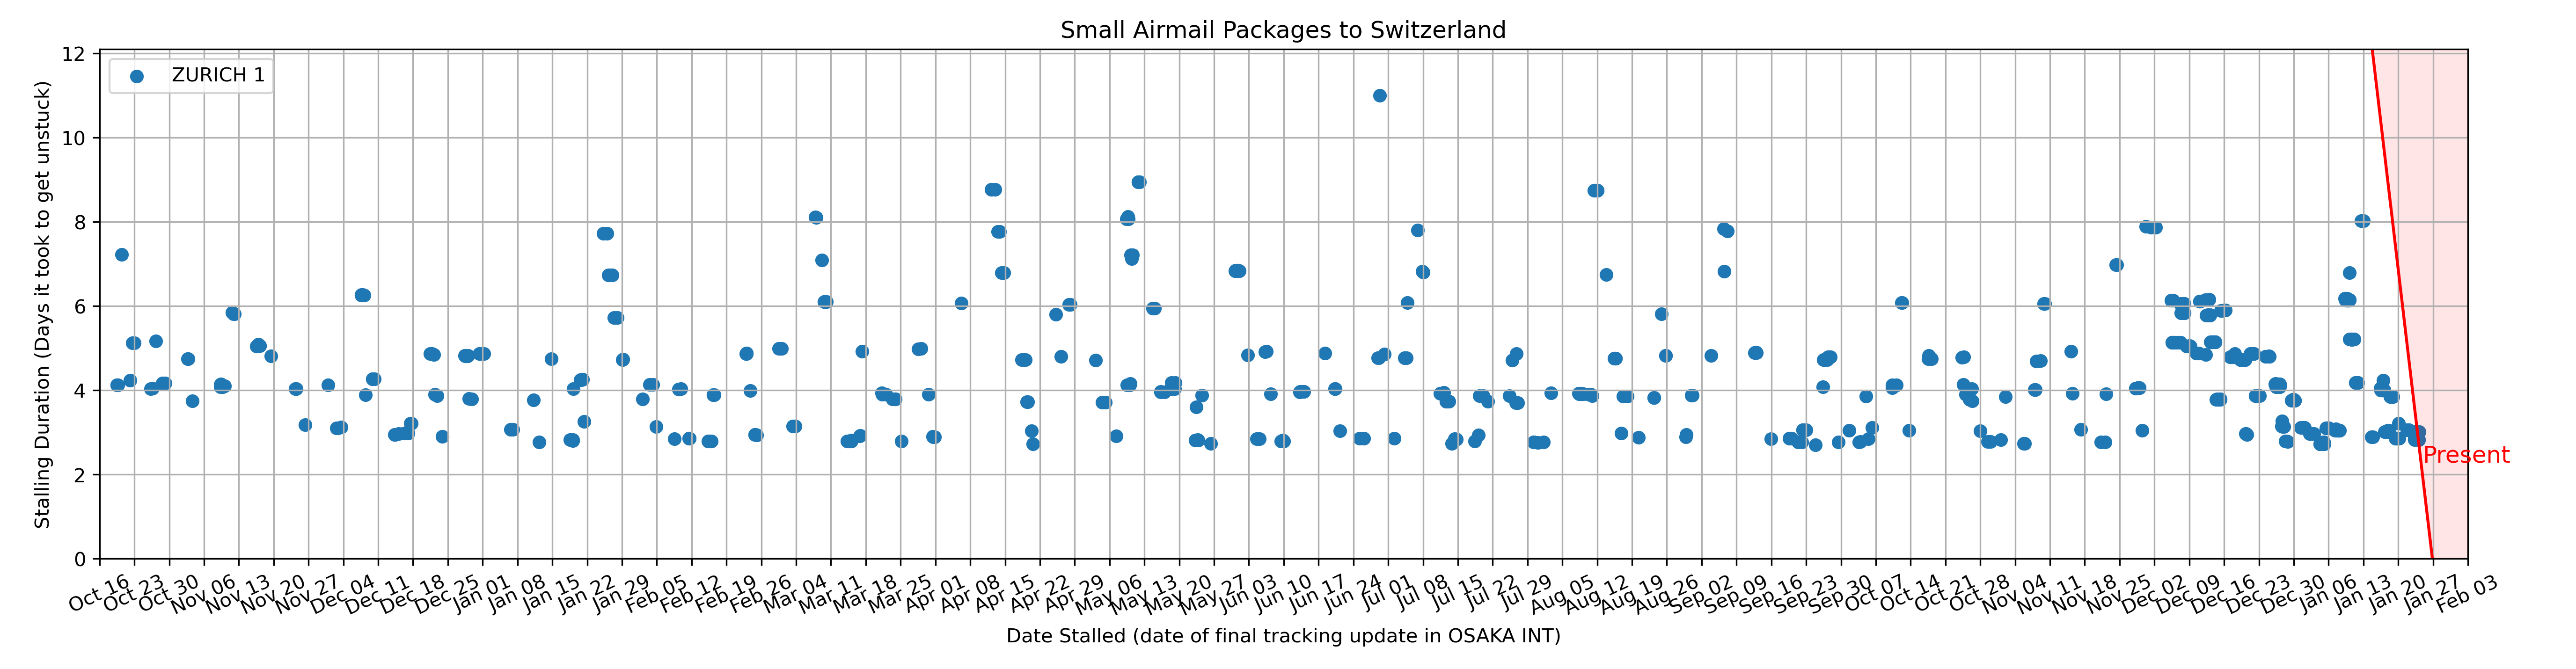 Small Airmail Packages to Switzerland
ZURICH 1
Stalling Duration (Days it took to get unstuck)
12
10
8
6
4
2
0
Present
Oct 16
Oct 23
Oct 30
Nov 06
Nov 13
Nov 20
Nov 27
Dec 04
Dec 11
Dec 18
Dec 25
Jan 01
Jan 08
Jan 15
Jan 22
Jan 29
Feb 05
Feb 12
Feb 19
Feb 26
Mar 04
Mar 11
Mar 18
Mar 25
Apr 01
Apr 08
Apr 15
Apr 22
Apr 29
May 06
May 13
May 20
May 27
Jun 03
Jun 10
Jun 17
Jun 24
Jul 01
Jul 08
Jul 15
Jul 22
Jul 29
Aug 05
Aug 12
Aug 19
Aug 26
Sep 02
Sep 09
Sep 16
Sep 23
Sep 30
Oct 07
Oct 14
Oct 21
Oct 28
Nov 04
Nov 11
Nov 18
Nov 25
Dec 02
Dec 09
Dec 16
Dec 23
Dec 30
Jan 06
Jan 13
Jan 20
Jan 27
Feb 03
Date Stalled (date of final tracking update in OSAKA INT)